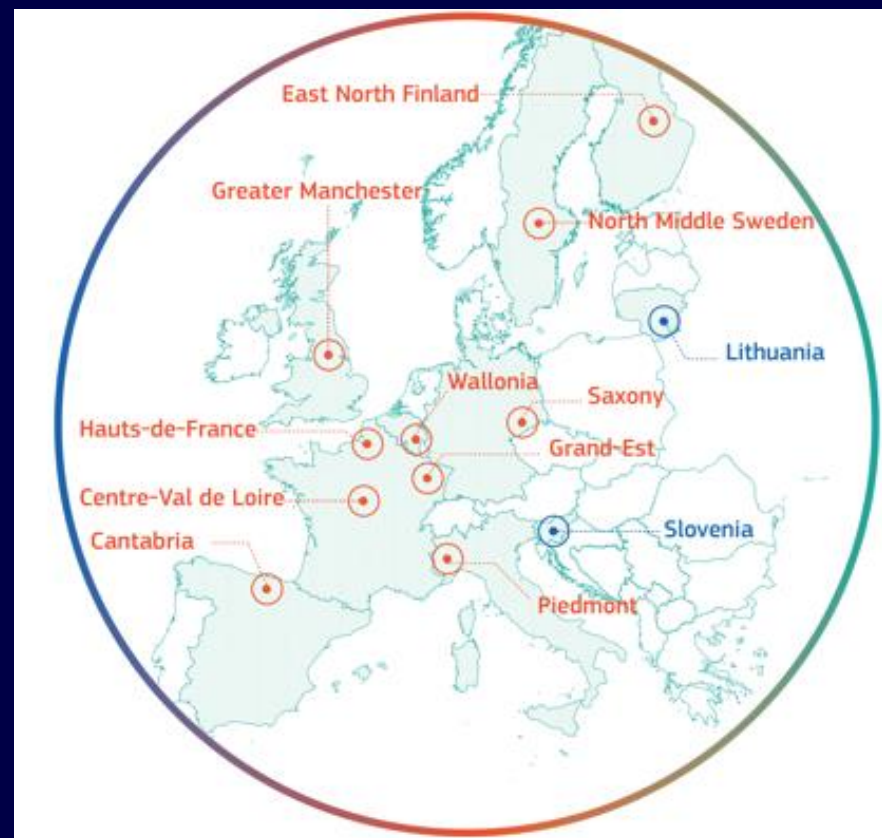 East North Finland
Greater Manchester
North Middle Sweden
Lithuania
Wallonia
Saxony
Hauts-de-France
Grand-Est
Centre-Val de Loire
Slovenia
Cantabria
Piedmont